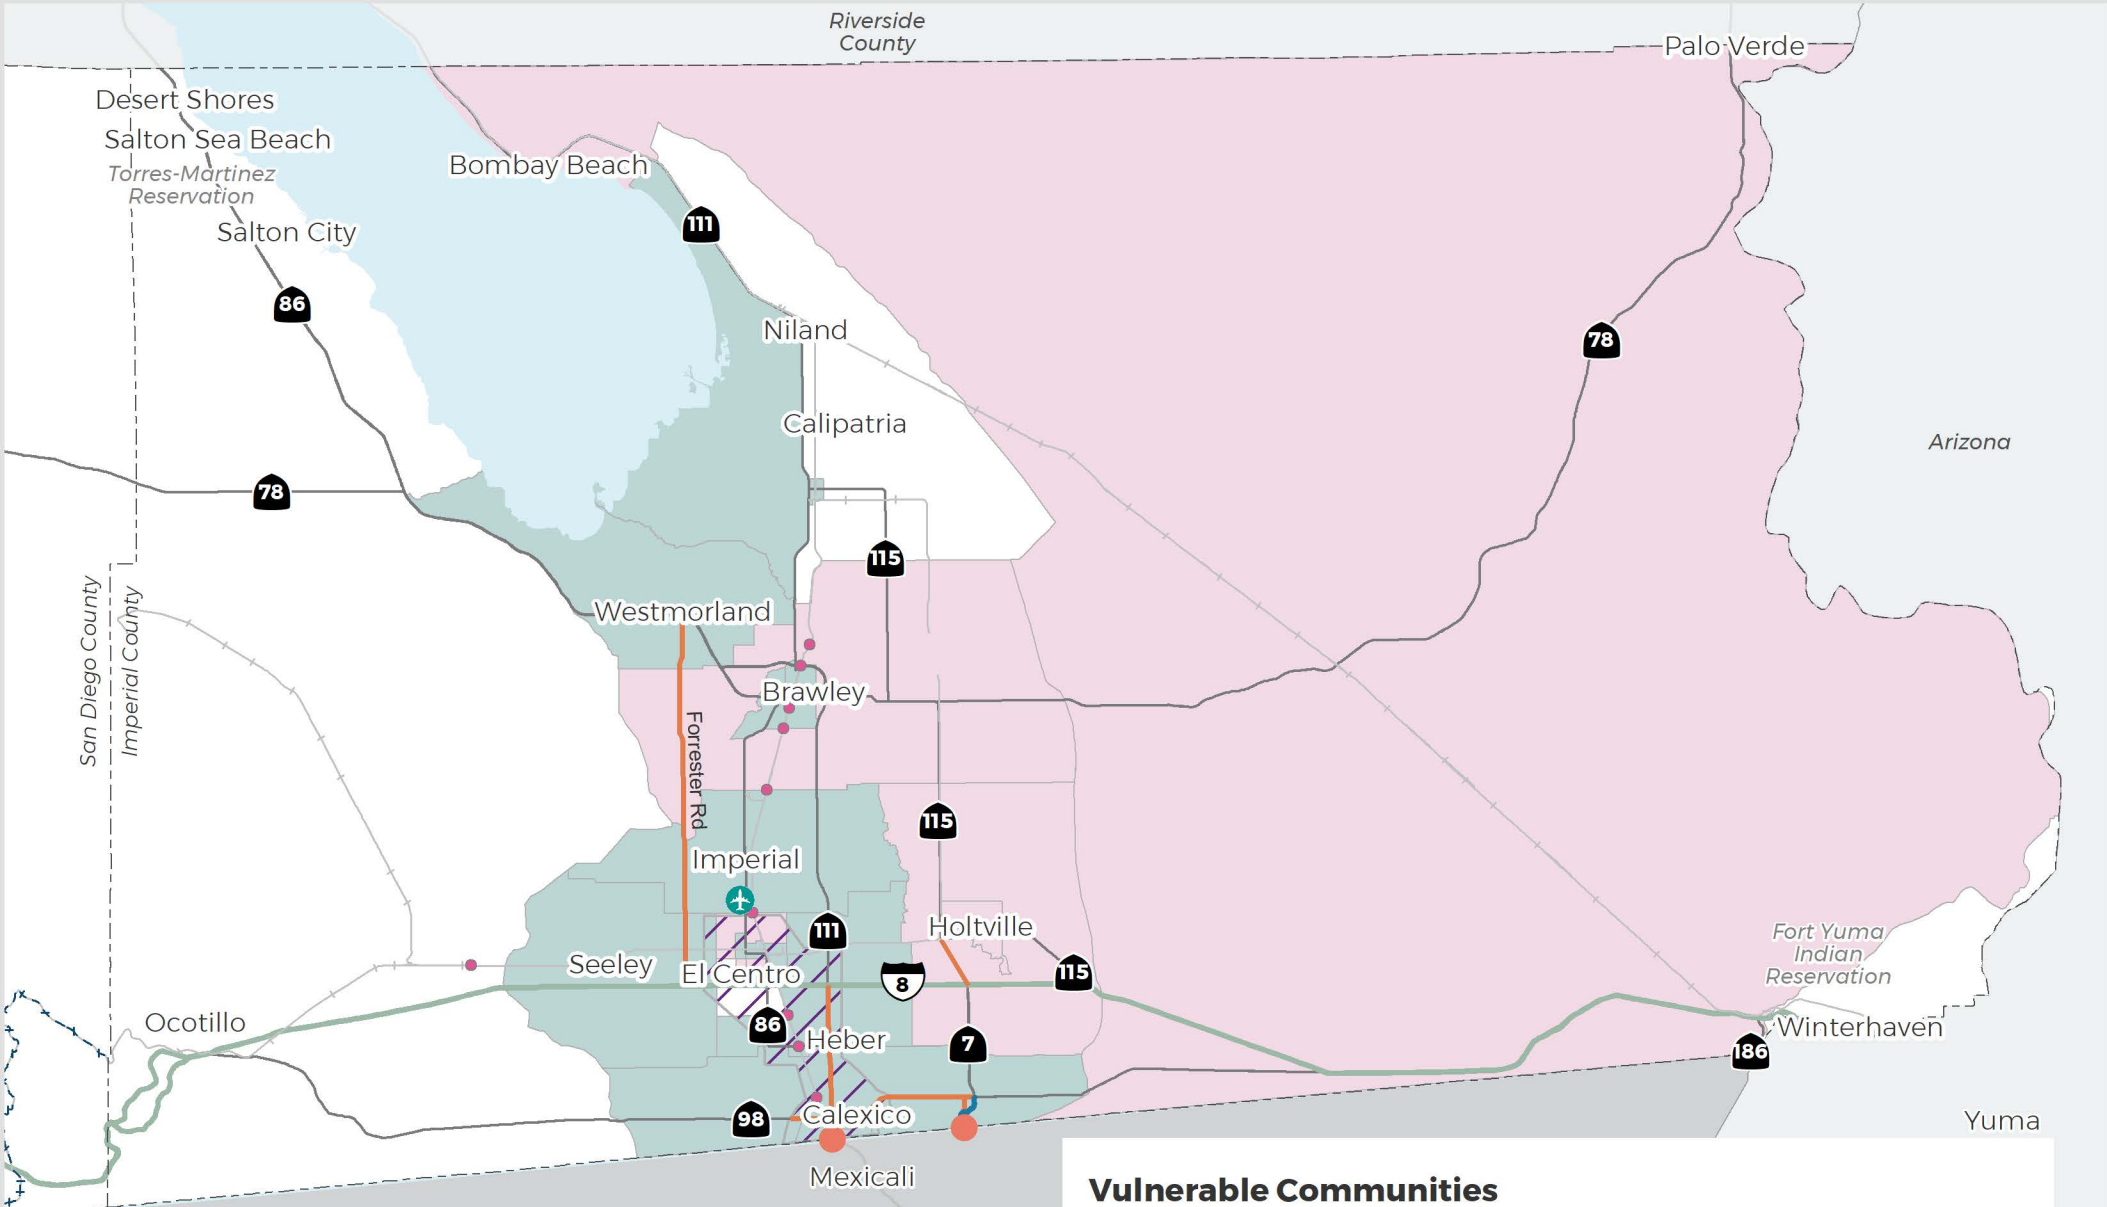 Riverside
County
Palo Verde
Desert Shores
Salton Sea Beach
Torres-Martinez
Reservation
Bombay Beach
Salton City
111
86
Niland
78
Calipatria
Arizona
78
115
San Diego County
Imperial County
Westmorland
Brawley
Forrester Rd
115
Imperial
111
Holtville
Fort Yuma
Indian
Reservation
Seeley
El Centro
8
115
Ocotillo
86
Heber
7
Winterhaven
186
98
Calexico
Yuma
Mexicali
Vulnerable Communities